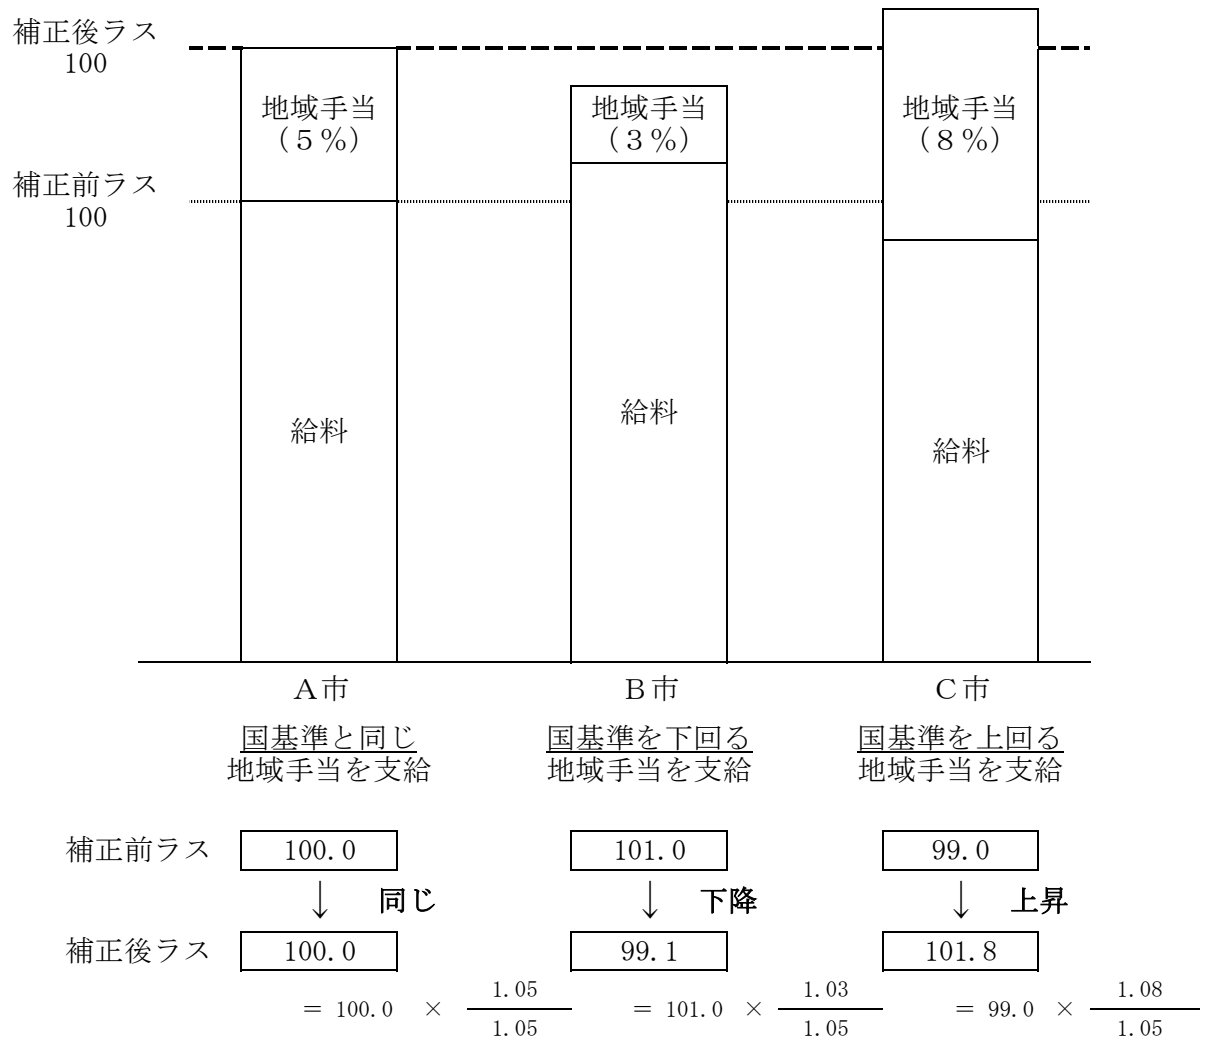 補正後ラス
100
地域手当
(５％)
地域手当
(３％)
地域手当
(８％)
補正前ラス
100
給料
給料
給料
Ａ市
Ｂ市
Ｃ市
国基準と同じ
地域手当を支給
国基準を下回る
地域手当を支給
国基準を上回る
地域手当を支給
補正前ラス 100.0 101.0 99.0
↓ 同じ ↓ 下降 ↓ 上昇
補正後ラス 100.0 99.1 101.8
= 100.0 × 1.05
1.05
= 101.0 × 1.03
1.05
= 99.0 × 1.08
1.05